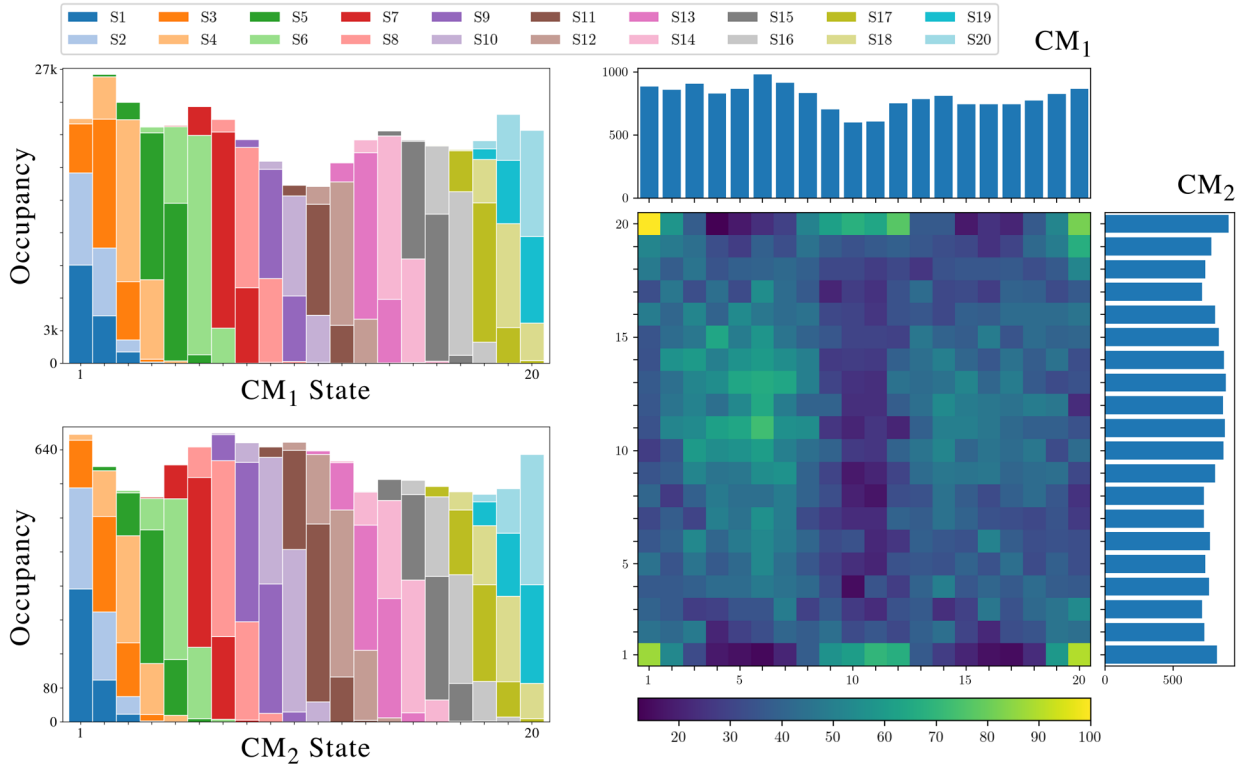 S1 S3 S5 S7 S9 S11 S13 S15 S17 S19
S2 S4 S6 S8 S10 S12 S14 S16 S18 S20
CM1
27k
3k
0
Occupancy
1 20
CM1 State
1000
500
0
CM2
640
80
0
Occupancy
1 20
CM2 State
20
15
10
5
1
1 5 10 15 20
0 500
20 30 40 50 60 70 80 90 100